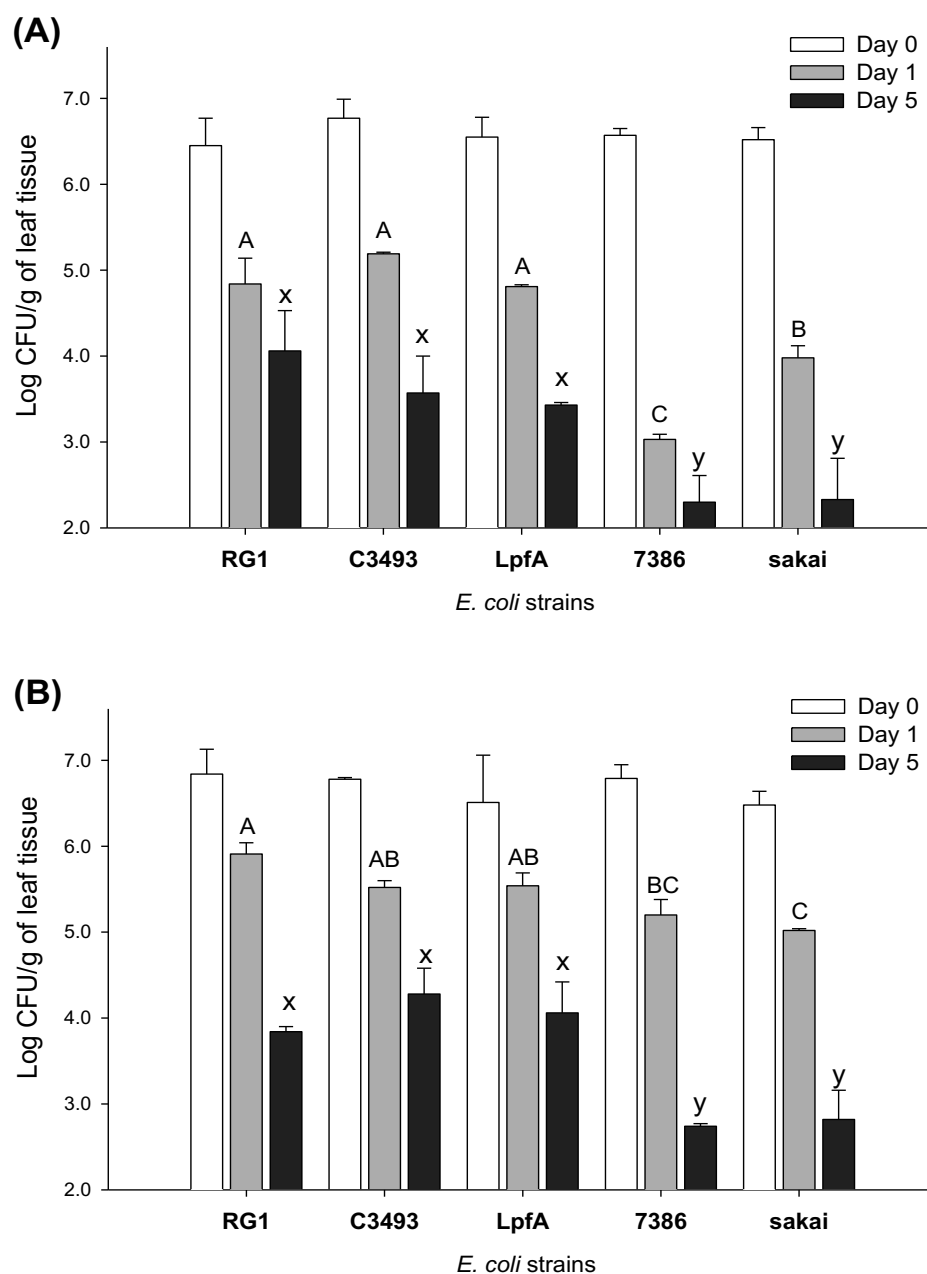 (A)
Day 0
Day 1
Day 5
Log CFU/g of leaf tissue
7.0
6.0
5.0
4.0
3.0
2.0
A
x
A
x
A
x
C
y
B
y
RG1 C3493 LpfA 7386 sakai
E. coli strains
(B)
Day 0
Day 1
Day 5
Log CFU/g of leaf tissue
7.0
6.0
5.0
4.0
3.0
2.0
A
x
AB
x
AB
x
BC
y
C
y
RG1 C3493 LpfA 7386 sakai
E. coli strains